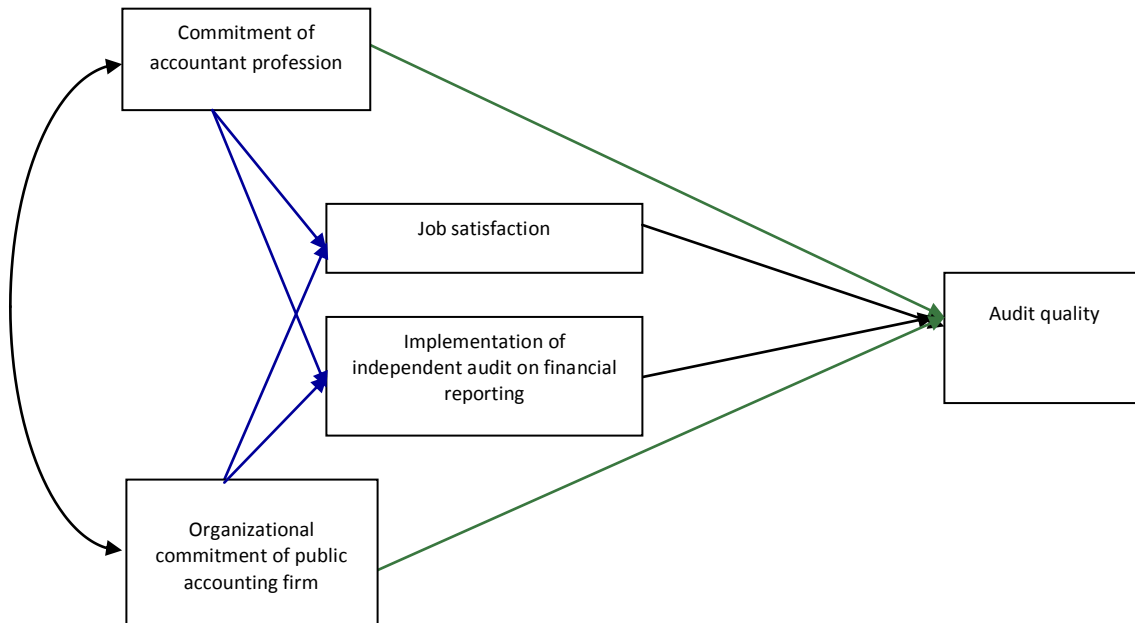 Commitment of
accountant profession
Job satisfaction
Implementation of
independent audit on financial
reporting
Audit quality
Organizational
commitment of public
accounting firm